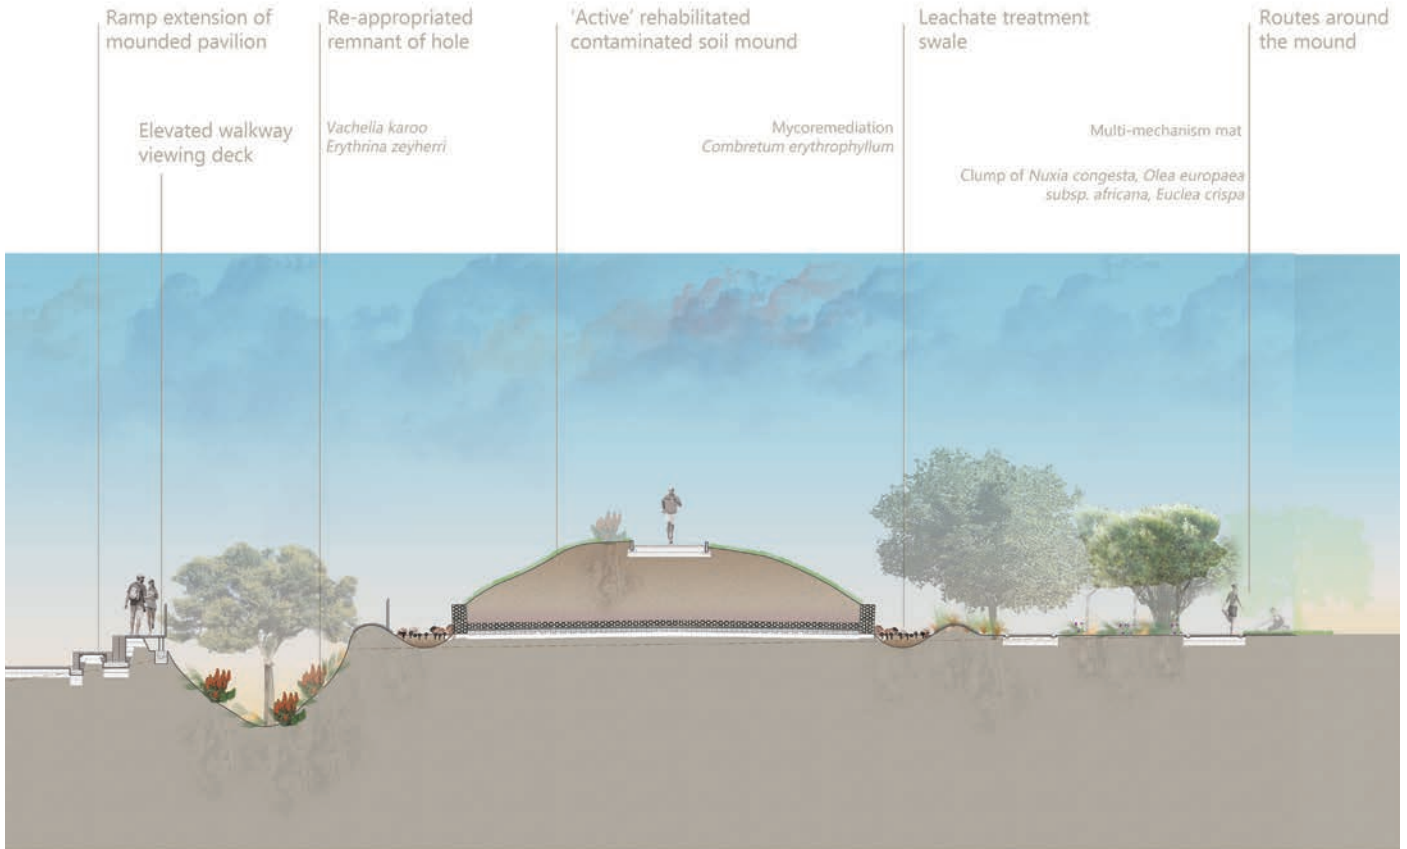 Ramp extension of
mounded pavilion
Re-appropriated
remnant of hole
'Active' rehabilitated
contaminated soil mound
Leachate treatment
swale
Routes around
the mound
Elevated walkway
viewing deck
Vachelia karoo
Erythrina zeyherri
Mycoremediation
Combretum erythrophyllum
Multi-mechanism mat
Clump of Nuxia congesta, Olea europaea
subsp. africana, Euclea crispa